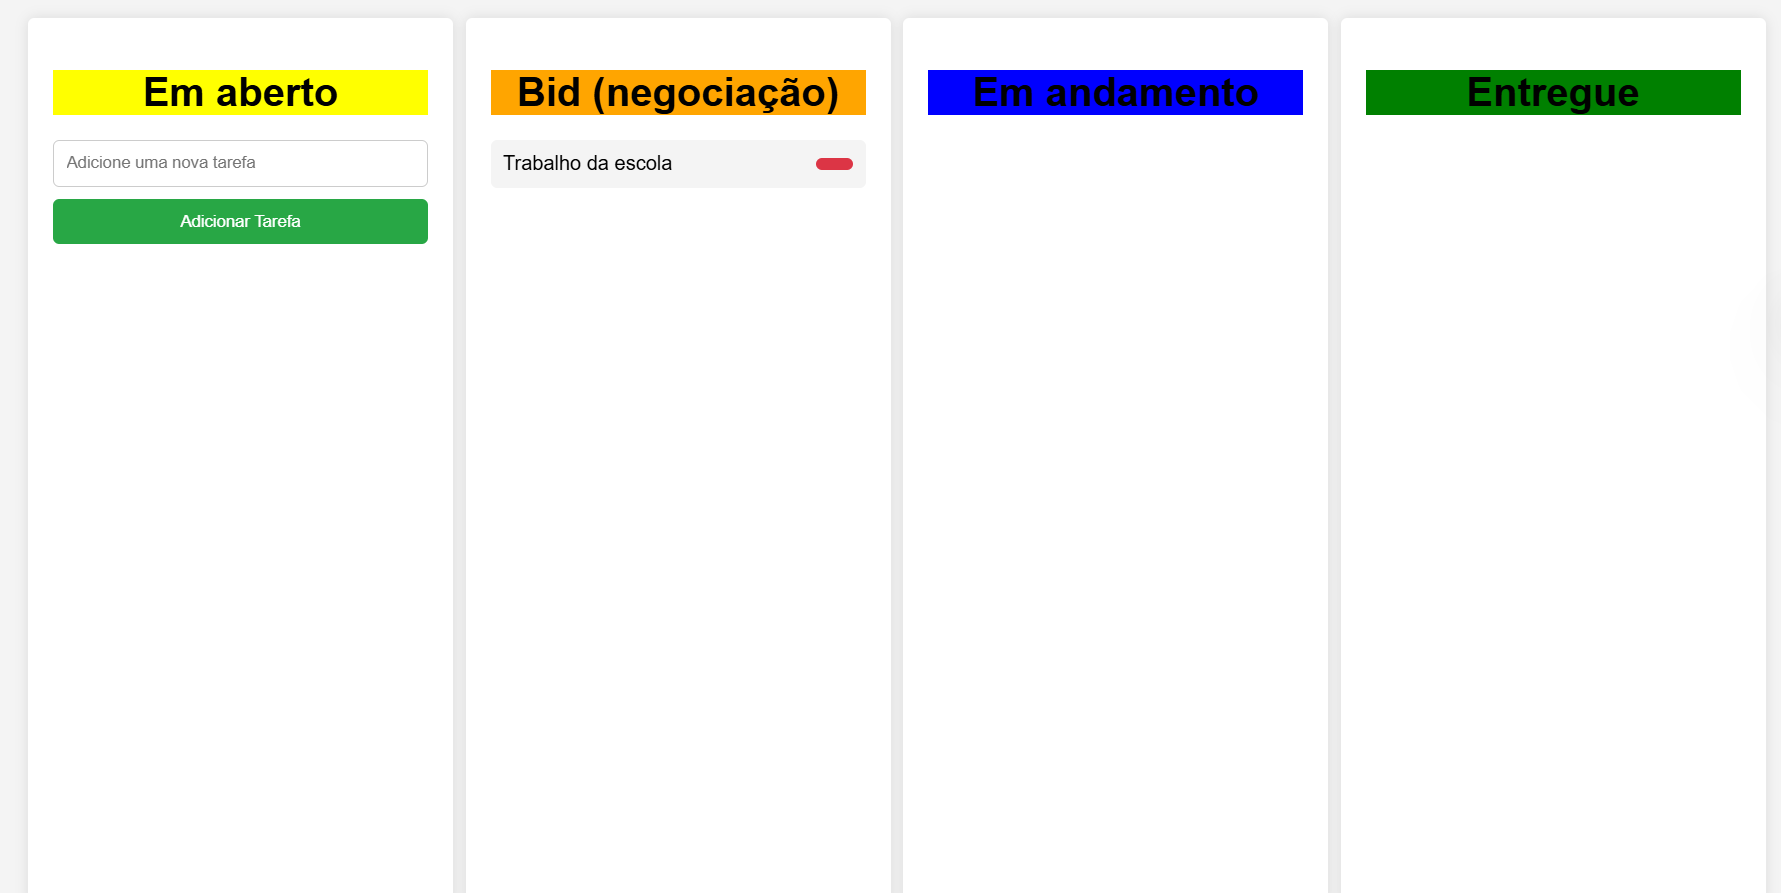 Em aberto
Adicione uma nova tarefa
Adicionar Tarefa
Bid (negociação)
Trabalho da escola
Em andamento
Entregue